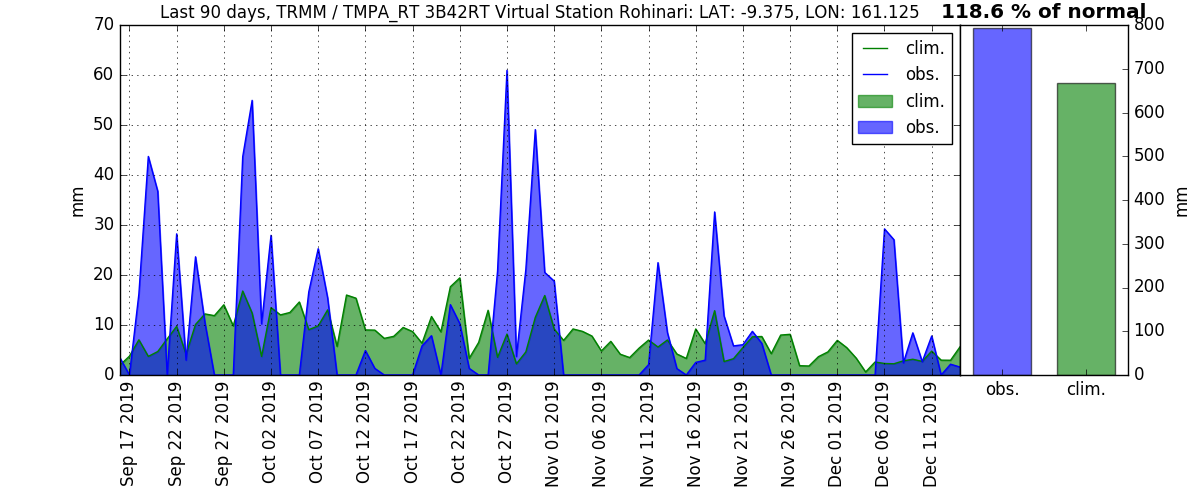 Last 90 days, TRMM / TMPA_RT 3B42RT Virtual Station Rohinari: LAT: -9.375, LON: 161.125
118.6 % of normal
70
60
50
40
30
20
10
0
mm
clim.
obs.
clim.
obs.
Sep 17 2019
Sep 22 2019
Sep 27 2019
Oct 02 2019
Oct 07 2019
Oct 12 2019
Oct 17 2019
Oct 22 2019
Oct 27 2019
Nov 01 2019
Nov 06 2019
Nov 11 2019
Nov 16 2019
Nov 21 2019
Nov 26 2019
Dec 01 2019
Dec 06 2019
Dec 11 2019
800
700
600
500
400
300
200
100
0
mm
obs.
clim.